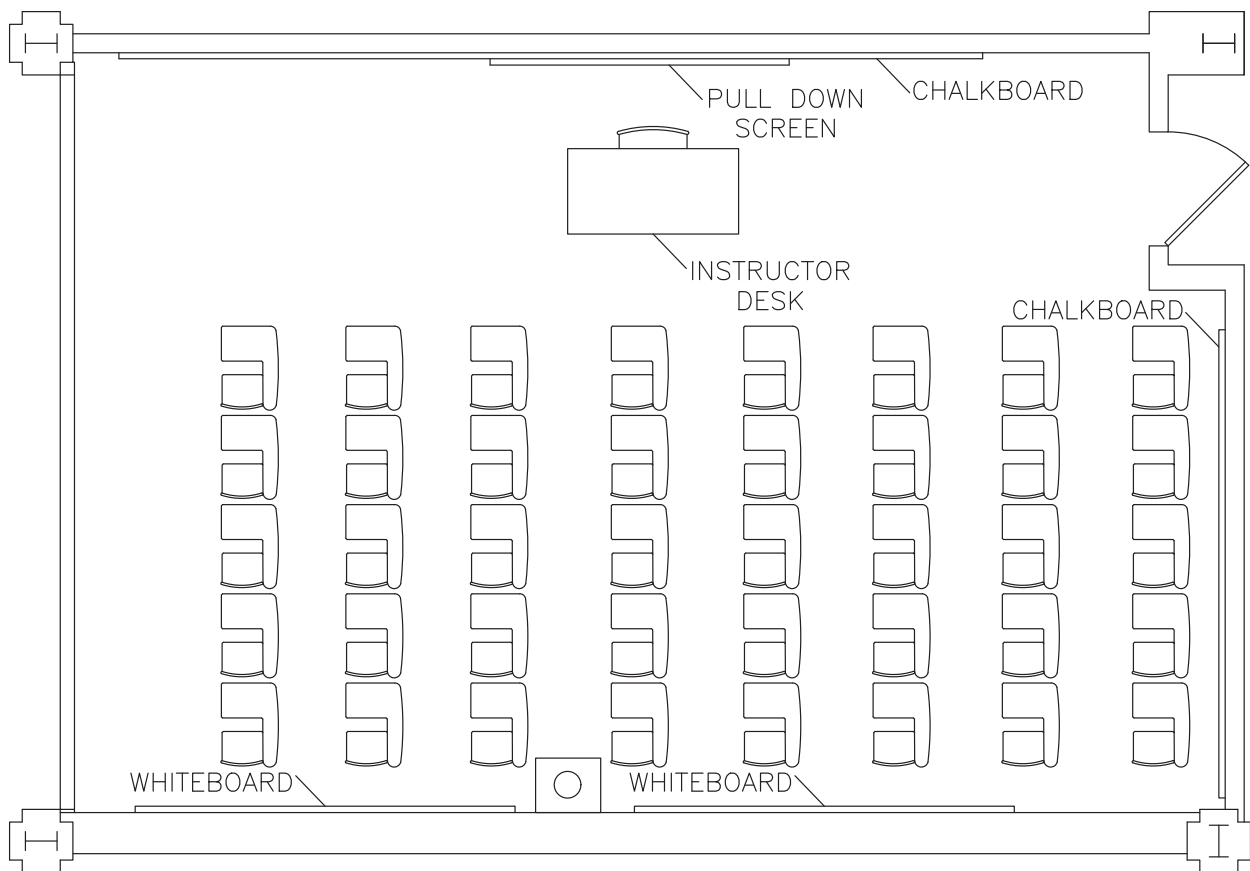 PULL DOWN
SCREEN
CHALKBOARD
INSTRUCTOR
DESK
CHALKBOARD
WHITEBOARD
WHITEBOARD